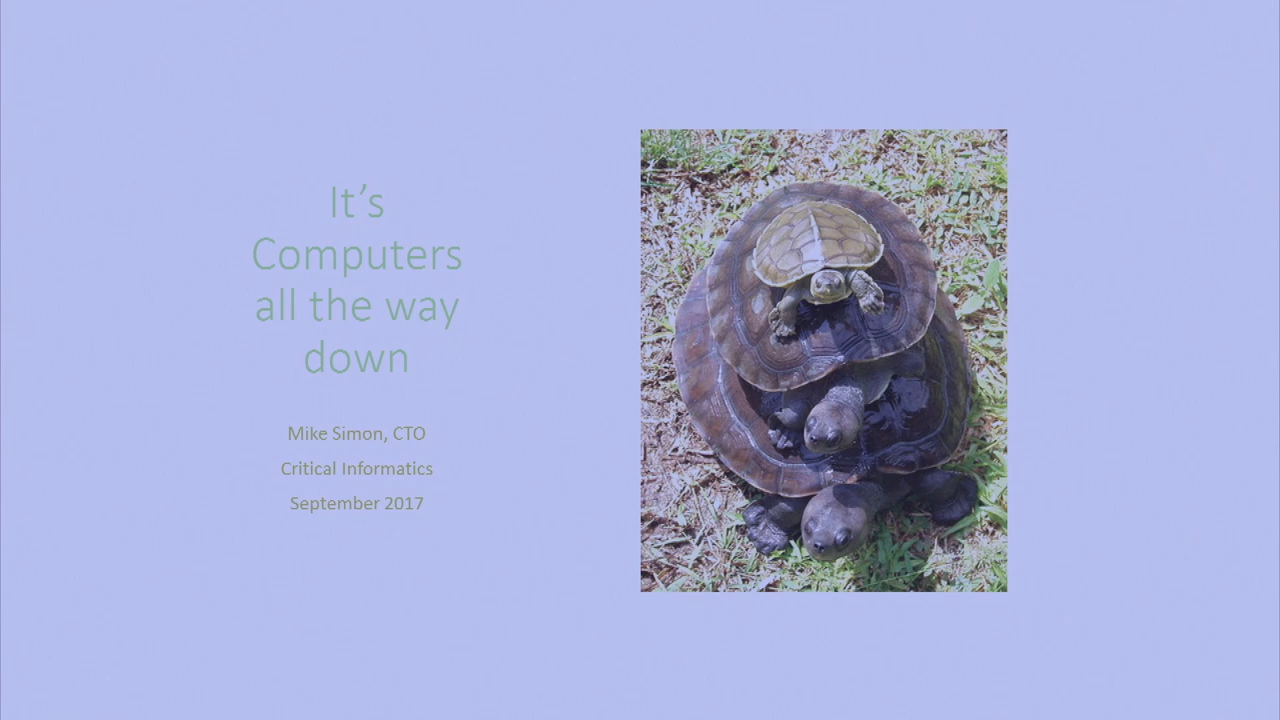 It’s
Computers
all the way
down
Mike Simon, CTO
Critical Informatics
September 2017